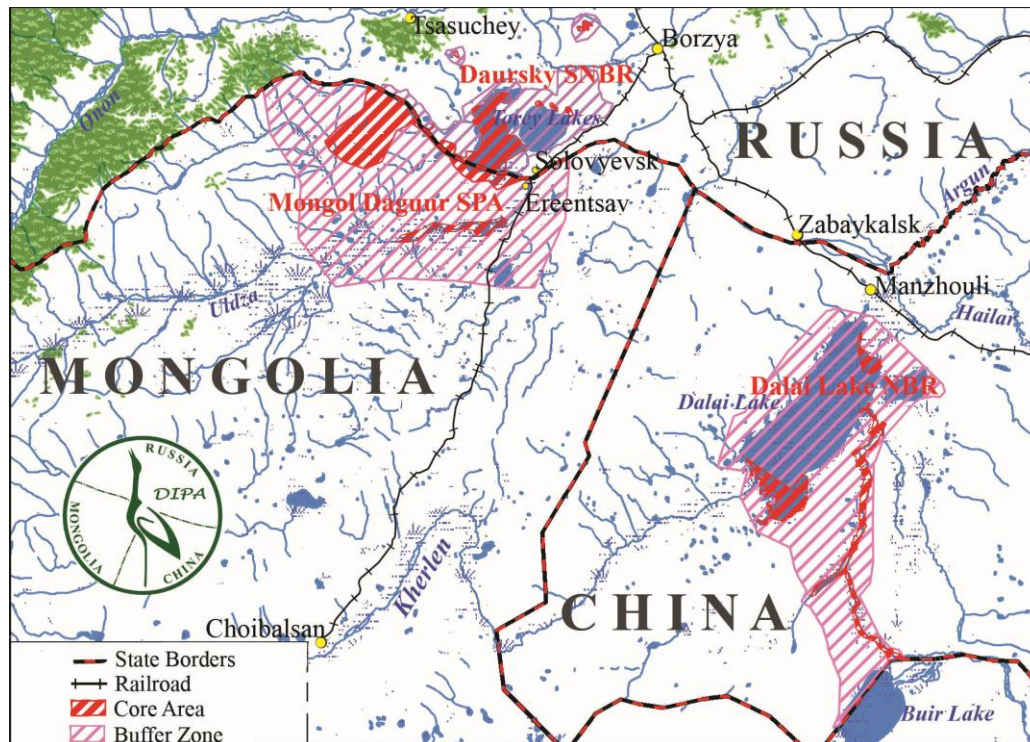 Tsasuchey
Borzya
Daursky SNBR
Torey Lakes
Onon
RUSSIA
Solovyevsk
Mongol Daguur SPA
Ereentsav
Argun
Zabaykalsk
Manzhouli
Uldza
Hailar
MONGOLIA
Dalai Lake NBR
Dalai Lake
RUSSIA
DIPA
MONGOLIA
CHINA
Kherlen
CHINA
Choibalsan
State Borders
Railroad
Core Area
Buffer Zone
Buir Lake